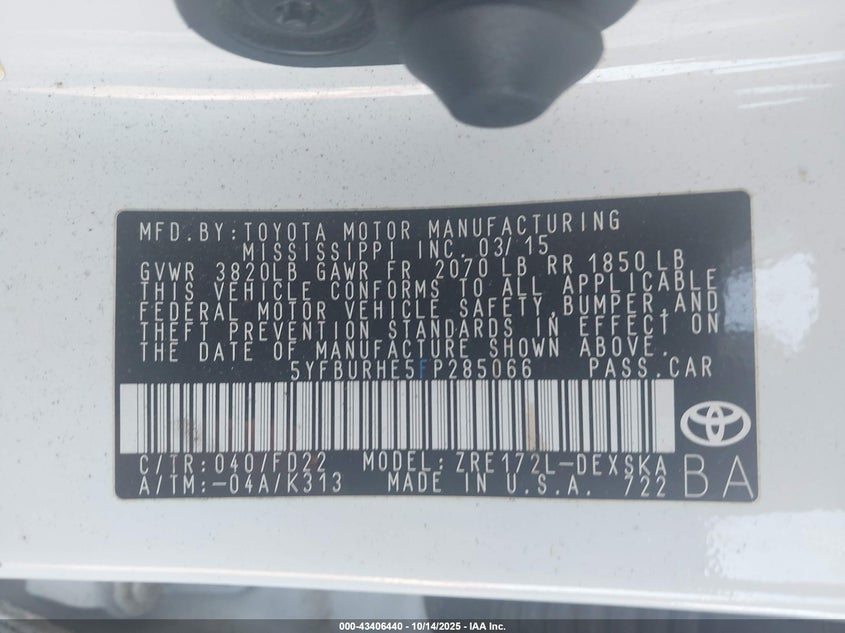 MFD.BY:TOYOTA MOTOR MANUFACTURING
MISSISSIPPI INC. 03/15
GVWR 3820LB GAWR FR 2070 LB RR 1850 LB
THIS VEHICLE CONFORMS TO ALL APPLICABLE
FEDERAL MOTOR VEHICLE SAFETY,BUMPER,AND
THEFT PREVENTION STANDARDS IN EFFECT ON
THE DATE OF MANUFACTURE SHOWN ABOVE.
5YFBURHE5FP285066 PASS.CAR
C/TR:040/FD22 MODEL:ZRE172L-DEXSKA
A/TM:-04A/K313 MADE IN U.S.A. 722 BA
000-43406440 - 10/14/2025 - IAA Inc.